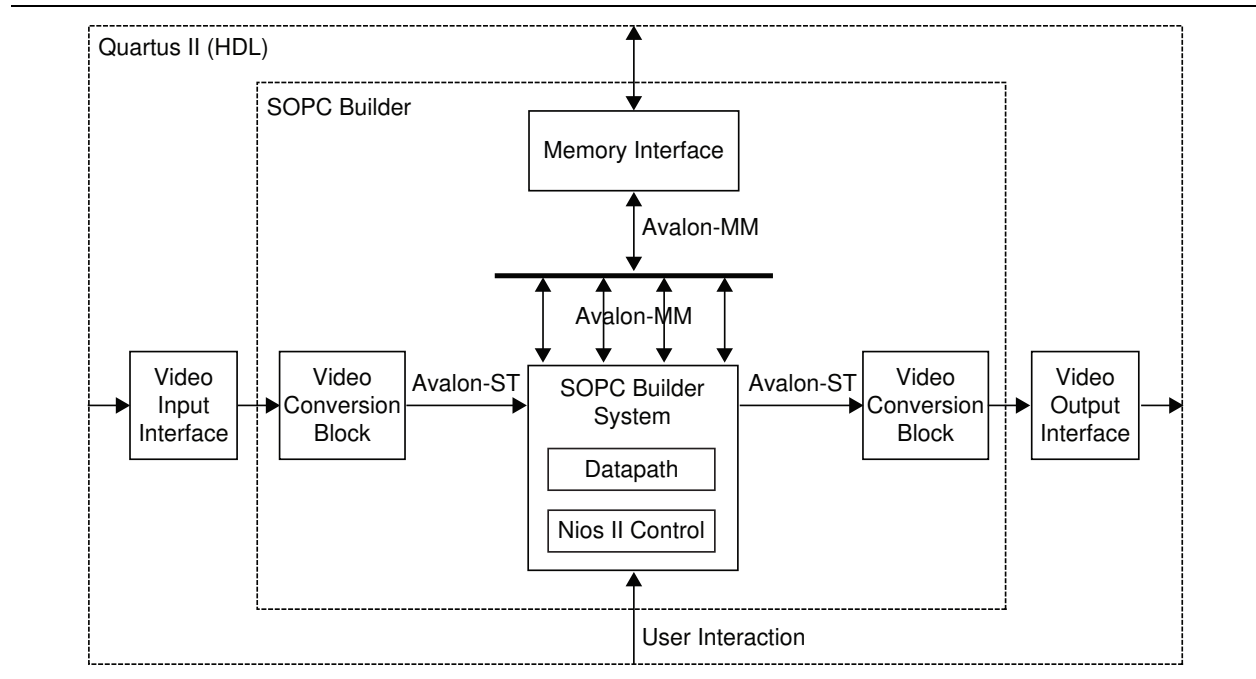 Quartus II (HDL)
SOPC Builder
Memory Interface
Avalon-MM
Avalon-MM
Video
Input
Interface
Video
Conversion
Block
Avalon-ST
SOPC Builder
System
Datapath
Nios II Control
Avalon-ST
Video
Conversion
Block
Video
Output
Interface
User Interaction